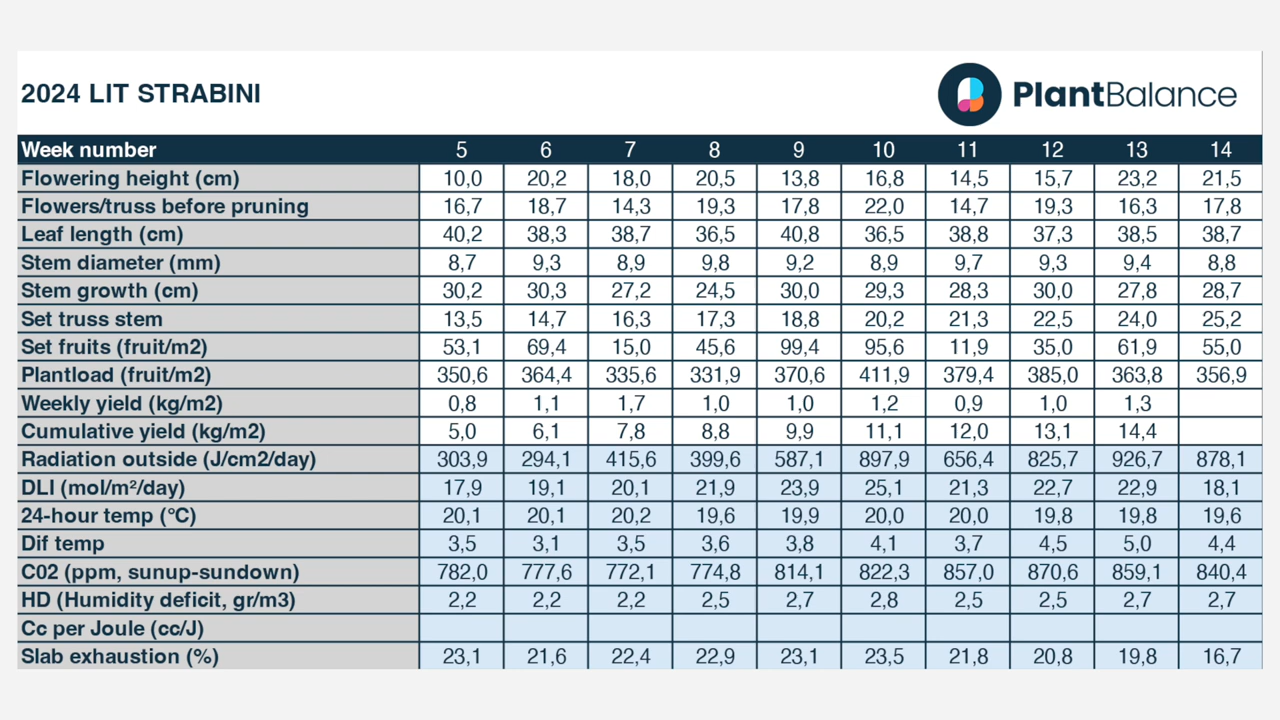 2024 LIT STRABINI
PlantBalance
Week number 5 6 7 8 9 10 11 12 13 14
Flowering height (cm) 10,0 20,2 18,0 20,5 13,8 16,8 14,5 15,7 23,2 21,5
Flowers/truss before pruning 16,7 18,7 14,3 19,3 17,8 22,0 14,7 19,3 16,3 17,8
Leaf length (cm) 40,2 38,3 38,7 36,5 40,8 36,5 38,8 37,3 38,5 38,7
Stem diameter (mm) 8,7 9,3 8,9 9,8 9,2 8,9 9,7 9,3 9,4 8,8
Stem growth (cm) 30,2 30,3 27,2 24,5 30,0 29,3 28,3 30,0 27,8 28,7
Set truss stem 13,5 14,7 16,3 17,3 18,8 20,2 21,3 22,5 24,0 25,2
Set fruits (fruit/m2) 53,1 69,4 15,0 45,6 99,4 95,6 11,9 35,0 61,9 55,0
Plantload (fruit/m2) 350,6 364,4 335,6 331,9 370,6 411,9 379,4 385,0 363,8 356,9
Weekly yield (kg/m2) 0,8 1,1 1,7 1,0 1,0 1,2 0,9 1,0 1,3
Cumulative yield (kg/m2) 5,0 6,1 7,8 8,8 9,9 11,1 12,0 13,1 14,4
Radiation outside (J/cm2/day) 303,9 294,1 415,6 399,6 587,1 897,9 656,4 825,7 926,7 878,1
DLI (mol/m²/day) 17,9 19,1 20,1 21,9 23,9 25,1 21,3 22,7 22,9 18,1
24-hour temp (°C) 20,1 20,1 20,2 19,6 19,9 20,0 20,0 19,8 19,8 19,6
Dif temp 3,5 3,1 3,5 3,6 3,8 4,1 3,7 4,5 5,0 4,4
C02 (ppm, sunup-sundown) 782,0 777,6 772,1 774,8 814,1 822,3 857,0 870,6 859,1 840,4
HD (Humidity deficit, gr/m3) 2,2 2,2 2,2 2,5 2,7 2,8 2,5 2,5 2,7 2,7
Cc per Joule (cc/J)
Slab exhaustion (%) 23,1 21,6 22,4 22,9 23,1 23,5 21,8 20,8 19,8 16,7